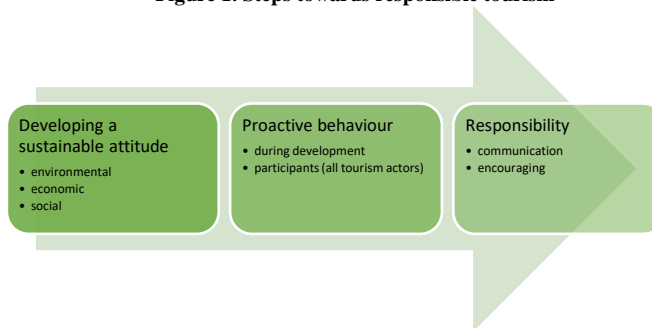 Developing a
sustainable attitude
• environmental
• economic
• social
Proactive behaviour
• during development
• participants (all tourism actors)
Responsibility
• communication
• encouraging